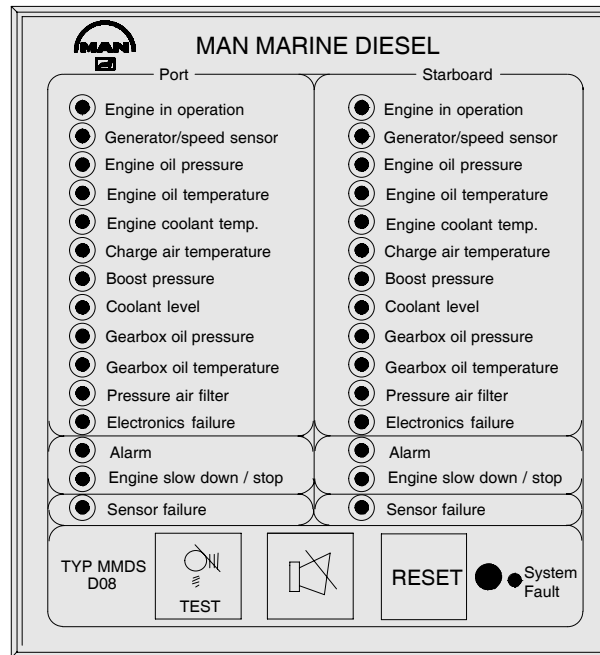 MAN
MAN MARINE DIESEL
Port
Engine in operation
Generator/speed sensor
Engine oil pressure
Engine oil temperature
Engine coolant temp.
Charge air temperature
Boost pressure
Coolant level
Gearbox oil pressure
Gearbox oil temperature
Pressure air filter
Electronics failure
Alarm
Engine slow down / stop
Sensor failure
Starboard
Engine in operation
Generator/speed sensor
Engine oil pressure
Engine oil temperature
Engine coolant temp.
Charge air temperature
Boost pressure
Coolant level
Gearbox oil pressure
Gearbox oil temperature
Pressure air filter
Electronics failure
Alarm
Engine slow down / stop
Sensor failure
TYP MMDS
D08
TEST
RESET
System
Fault